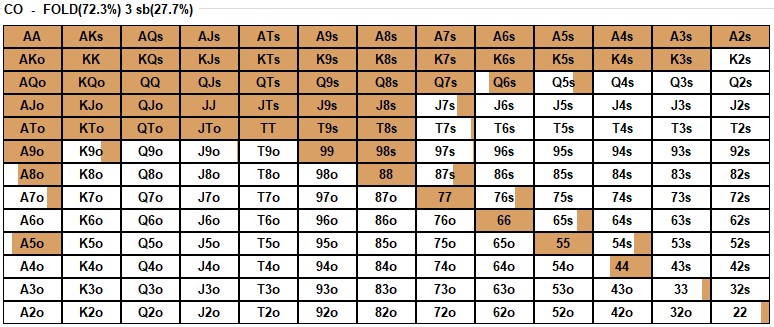 CO - FOLD(72.3%) 3 sb(27.7%)
AA AKs AQs AJs ATs A9s A8s A7s A6s A5s A4s A3s A2s
AKo KK KQs KJs KTs K9s K8s K7s K6s K5s K4s K3s K2s
AQo KQo QQ QJs QTs Q9s Q8s Q7s Q6s Q5s Q4s Q3s Q2s
AJo KJo QJo JJ JTs J9s J8s J7s J6s J5s J4s J3s J2s
ATo KTo QTo JTo TT T9s T8s T7s T6s T5s T4s T3s T2s
A9o K9o Q9o J9o T9o 99 98s 97s 96s 95s 94s 93s 92s
A8o K8o Q8o J8o T8o 98o 88 87s 86s 85s 84s 83s 82s
A7o K7o Q7o J7o T7o 97o 87o 77 76s 75s 74s 73s 72s
A6o K6o Q6o J6o T6o 96o 86o 76o 66 65s 64s 63s 62s
A5o K5o Q5o J5o T5o 95o 85o 75o 65o 55 54s 53s 52s
A4o K4o Q4o J4o T4o 94o 84o 74o 64o 54o 44 43s 42s
A3o K3o Q3o J3o T3o 93o 83o 73o 63o 53o 43o 33 32s
A2o K2o Q2o J2o T2o 92o 82o 72o 62o 52o 42o 32o 22